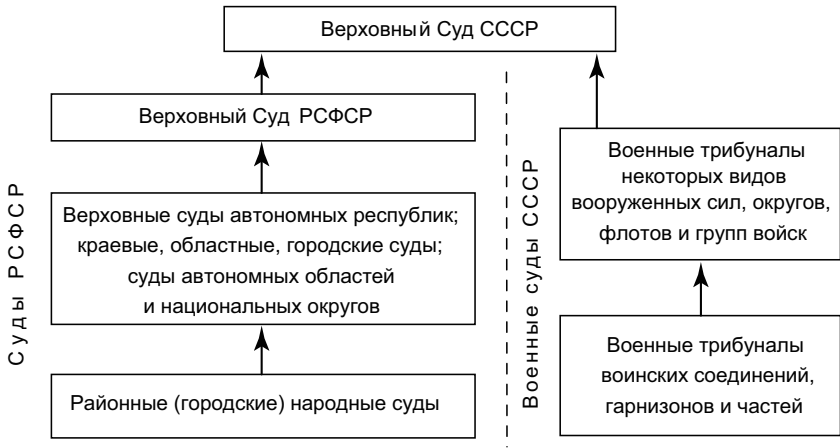 Верховный Суд СССР
Суды РСФСР
Верховный Суд РСФСР
Верховные суды автономных республик;
краевые, областные, городские суды;
суды автономных областей
и национальных округов
Районные (городские) народные суды
Военные суды СССР
Военные трибуналы
некоторых видов
вооруженных сил, округов,
флотов и групп войск
Военные трибуналы
воинских соединений,
гарнизонов и частей